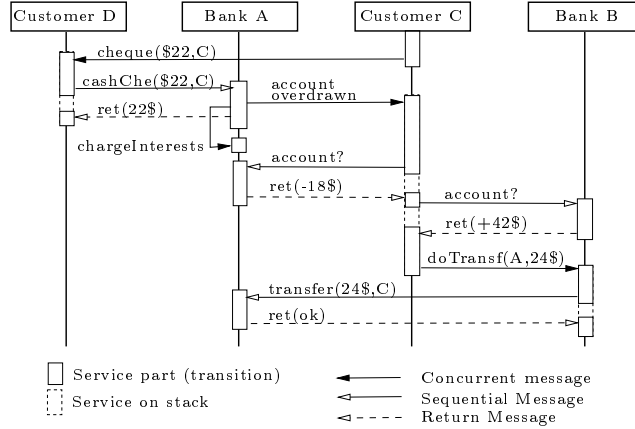 Customer D Bank A Customer C Bank B
cheque($22,C)
cashChe($22,C)
account
overdrawn
ret(22$)
chargeInterests
account?
ret(-18$)
account?
ret(+42$)
doTransf(A,24$)
transfer(24$,C)
ret(ok)
Service part (transition)
Service on stack
Concurrent message
Sequential Message
Return Message